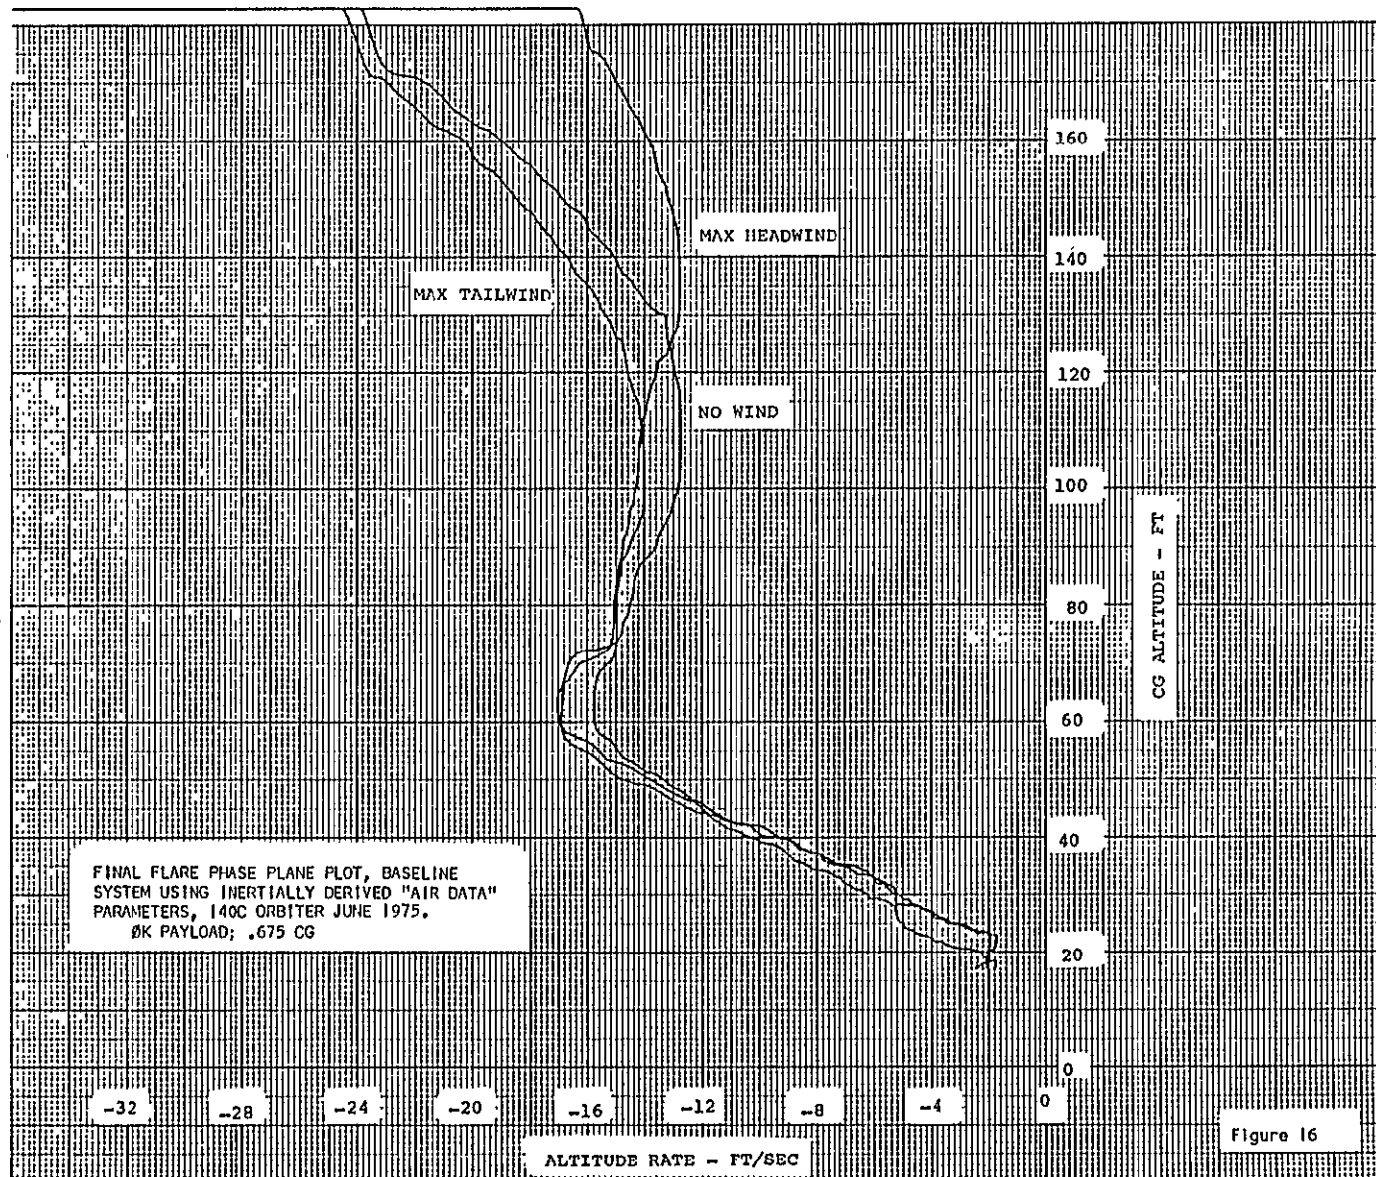 160
MAX HEADWIND
140
MAX TAILWIND
120
NO WIND
100
CG ALTITUDE - FT
80
60
40
FINAL FLARE PHASE PLANE PLOT, BASELINE
SYSTEM USING INERTIALLY DERIVED "AIR DATA"
PARAMETERS, 140C ORBITER JUNE 1975.
ØK PAYLOAD; .675 CG
20
0
-32 -28 -24 -20 -16 -12 -8 -4 0
Figure 16
ALTITUDE RATE - FT/SEC